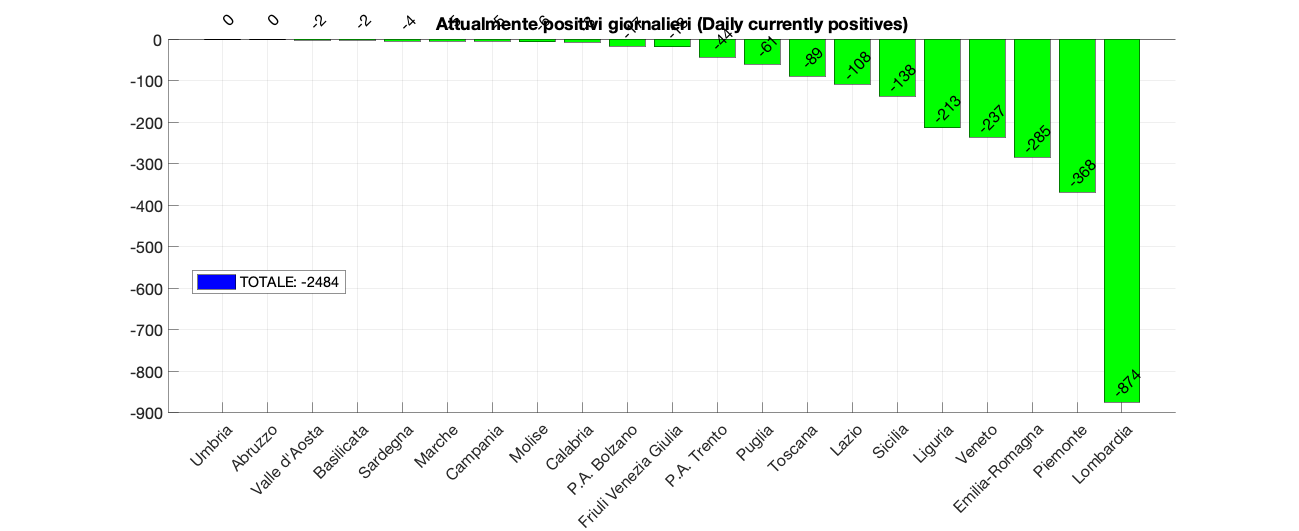 Attualmente positivi giornalieri (Daily currently positives)
0
0
-2
-2
-4
-5
-5
-6
-44
-61
-89
-108
-138
-213
-237
-285
-368
-874
0
-100
-200
-300
-400
-500
-600
-700
-800
-900
TOTALE: -2484
Umbria
Abruzzo
Valle d'Aosta
Basilicata
Sardegna
Marche
Campania
Molise
Calabria
P.A. Bolzano
Friuli Venezia Giulia
P.A. Trento
Puglia
Toscana
Lazio
Sicilia
Liguria
Veneto
Emilia-Romagna
Piemonte
Lombardia